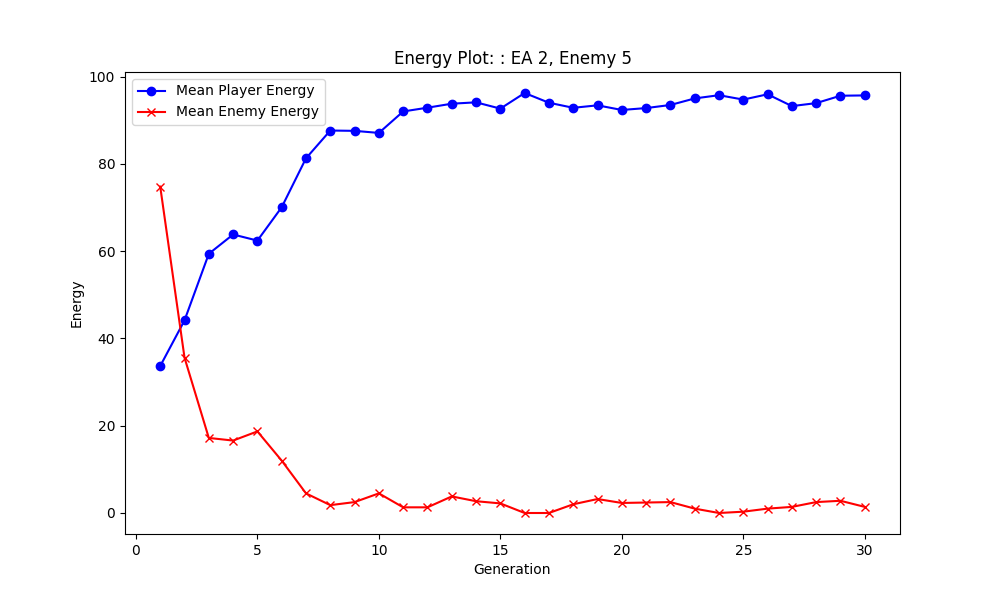 Energy Plot: : EA 2, Enemy 5
Mean Player Energy
Mean Enemy Energy
Energy
100
80
60
40
20
0
0 5 10 15 20 25 30
Generation